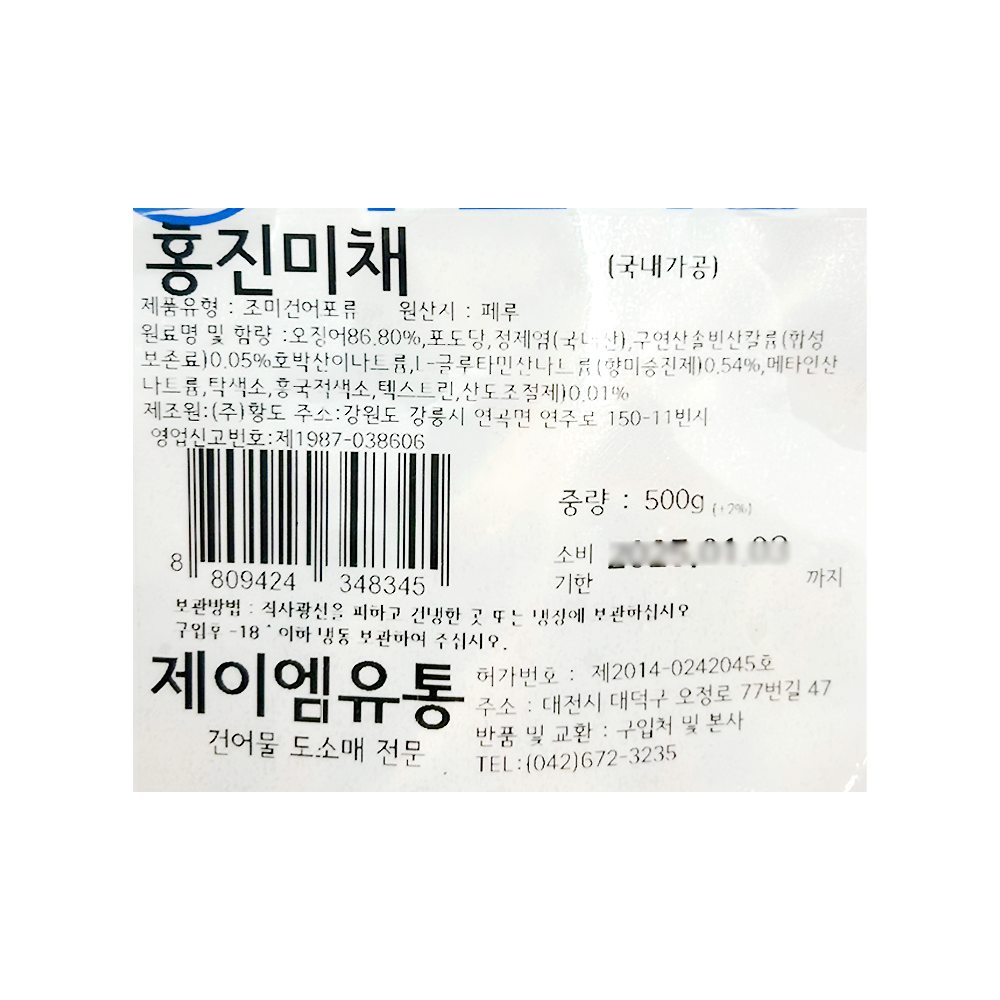 홍진미채
(국내가공)
제품유형 : 조미건어포류 원산지 : 페루
원료명 및 함량 :오징어86.80%,포도당,정제염(국내산),구연산솔빈산칼륨(합성
보존료)0.05%호박산이나트륨,L-글루타민산나트륨(향미증진제)0.54%,메타인산
나트륨,탁색소,홍국적색소,텍스트린,산도조절제)0.01%
제조원:(주)황도 주소:강원도 강릉시 연곡면 연주로 150-11번지
영업신고번호:제1987-038606
8 809424 348345
중량 : 500g (±2%)
소비
기한
까지
보관방법 : 직사광선을 피하고 건냉한 곳 또는 냉장에 보관하십시오
구입후 -18˚이하 냉동 보관하여 주십시오.
제이엠유통
건어물 도소매 전문
허가번호 : 제2014-0242045호
주소 : 대전시 대덕구 오정로 77번길 47
반품 및 교환 : 구입처 및 본사
TEL:(042)672-3235